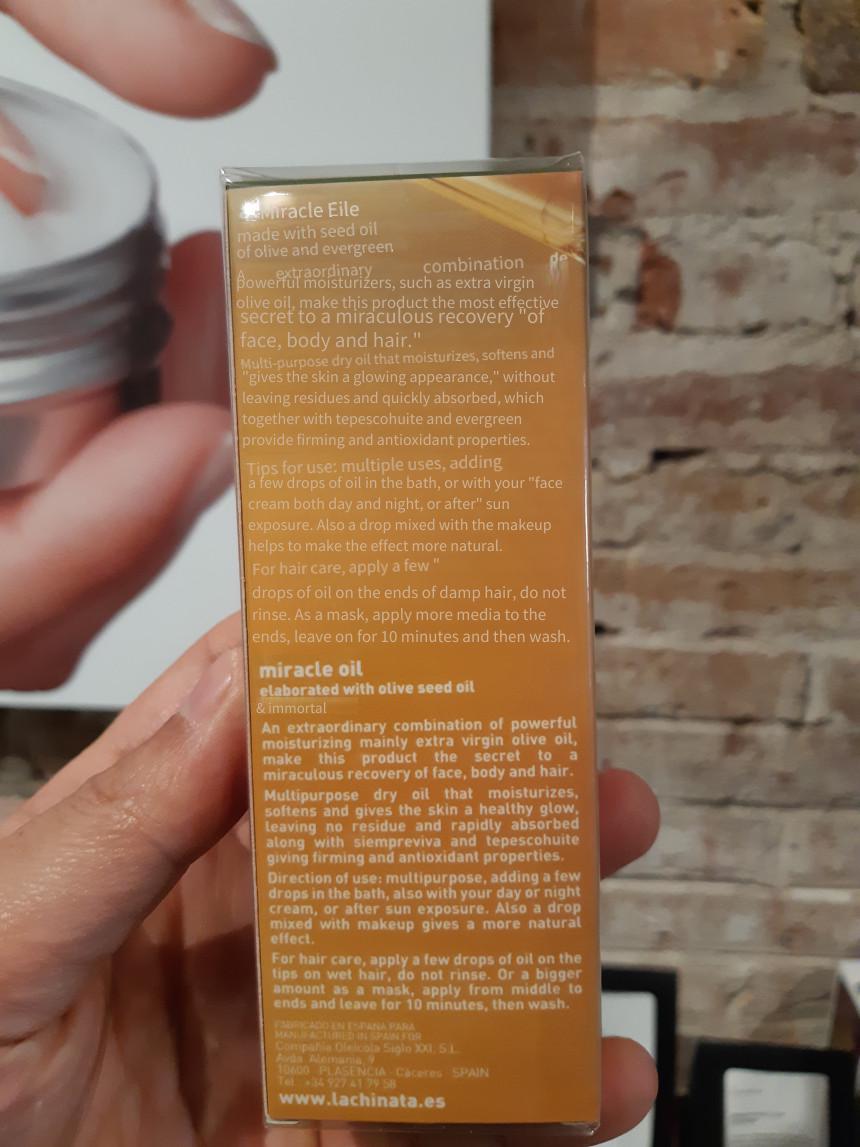 Miracle Eile
made with seed oil
of olive and evergreen
A extraordinary combination de
powerful moisturizers, such as extra virgin
olive oil, make this product the most effective
secret to a miraculous recovery "of
face, body and hair."
Multi-purpose dry oil that moisturizes, softens and
"gives the skin a glowing appearance," without
leaving residues and quickly absorbed, which
together with tepescohuite and evergreen
provide firming and antioxidant properties.
Tips for use: multiple uses, adding
a few drops of oil in the bath, or with your "face
cream both day and night, or after" sun
exposure. Also a drop mixed with the makeup
helps to make the effect more natural.
For hair care, apply a few "
drops of oil on the ends of damp hair, do not
rinse. As a mask, apply more media to the
ends, leave on for 10 minutes and then wash.
miracle oil
elaborated with olive seed oil
& immortal
An extraordinary combination of powerful
moisturizing mainly extra virgin olive oil,
make this product the secret to a
miraculous recovery of face, body and hair.
Multipurpose dry oil that moisturizes,
softens and gives the skin a healthy glow,
leaving no residue and rapidly absorbed
along with siempreviva and tepescohuite
giving firming and antioxidant properties.
Direction of use: multipurpose, adding a few
drops in the bath, also with your day or night
cream, or after sun exposure. Also a drop
mixed with makeup gives a more natural
effect.
For hair care, apply a few drops of oil on the
tips on wet hair, do not rinse. Or a bigger
amount as a mask, apply from middle to
ends and leave for 10 minutes, then wash.
FABRICADO EN ESPAÑA PARA
MANUFACTURED IN SPAIN FOR
Compañía Oleícola Siglo XXI, S.L.
Avda. Alemania, 9
10600 PLASENCIA - Cáceres SPAIN
Tel.: +34 927 41 79 58
www.lachinata.es